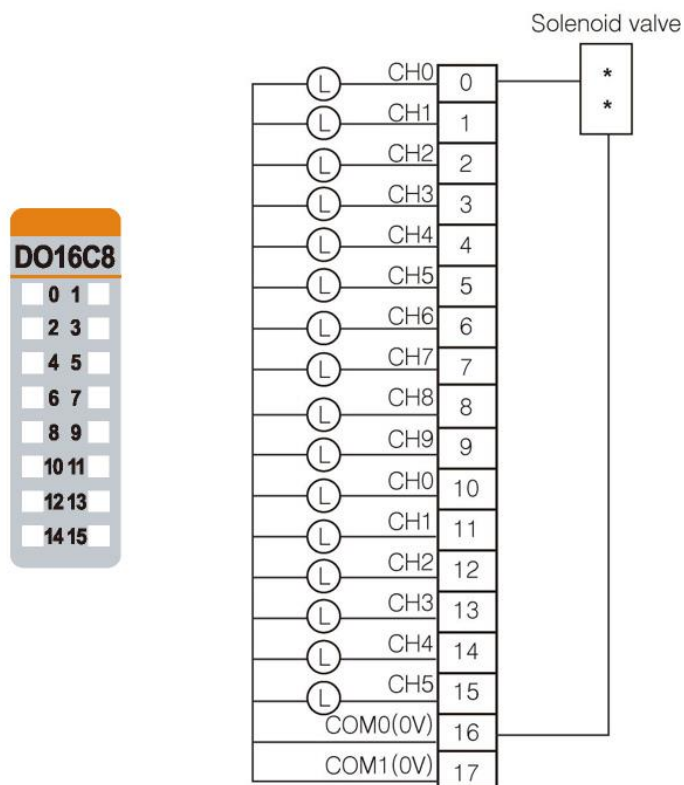 Solenoid valve
*
*
CH0 0
L
CH1 1
L
CH2 2
L
CH3 3
L
CH4 4
L
CH5 5
L
CH6 6
L
CH7 7
L
CH8 8
L
CH9 9
L
CH0 10
L
CH1 11
L
CH2 12
L
CH3 13
L
CH4 14
L
CH5 15
L
COM0(0V) 16
COM1(0V) 17
DO16C8
0 1
2 3
4 5
6 7
8 9
10 11
12 13
14 15